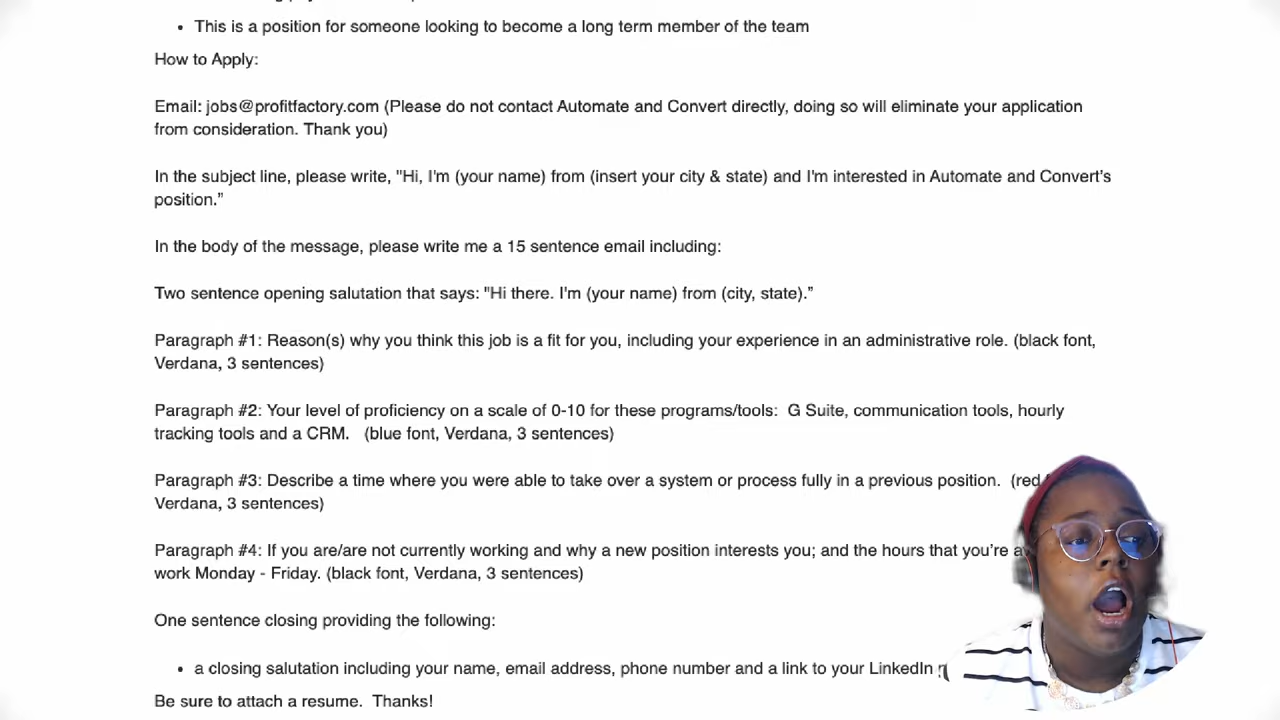 This is a position for someone looking to become a long term member of the team
How to Apply:
Email: jobs@profitfactory.com (Please do not contact Automate and Convert directly, doing so will eliminate your application
from consideration. Thank you)
In the subject line, please write, "Hi, I'm (your name) from (insert your city & state) and I'm interested in Automate and Convert’s
position.”
In the body of the message, please write me a 15 sentence email including:
Two sentence opening salutation that says: "Hi there. I'm (your name) from (city, state).”
Paragraph #1: Reason(s) why you think this job is a fit for you, including your experience in an administrative role. (black font,
Verdana, 3 sentences)
Paragraph #2: Your level of proficiency on a scale of 0-10 for these programs/tools: G Suite, communication tools, hourly
tracking tools and a CRM. (blue font, Verdana, 3 sentences)
Paragraph #3: Describe a time where you were able to take over a system or process fully in a previous position. (red
Verdana, 3 sentences)
Paragraph #4: If you are/are not currently working and why a new position interests you; and the hours that you’re
work Monday - Friday. (black font, Verdana, 3 sentences)
One sentence closing providing the following:
a closing salutation including your name, email address, phone number and a link to your LinkedIn
Be sure to attach a resume. Thanks!